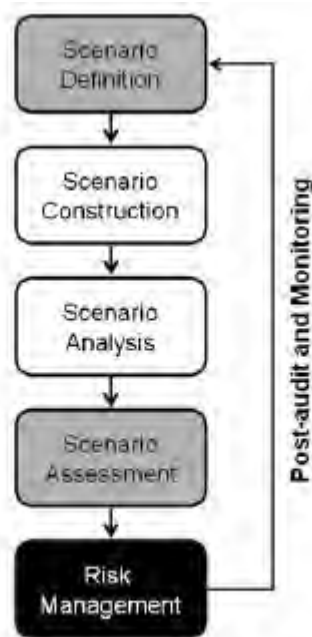 Scenario
Definition
Scenario
Construction
Scenario
Analysis
Scenario
Assessment
Risk
Management
Post-audit and Monitoring